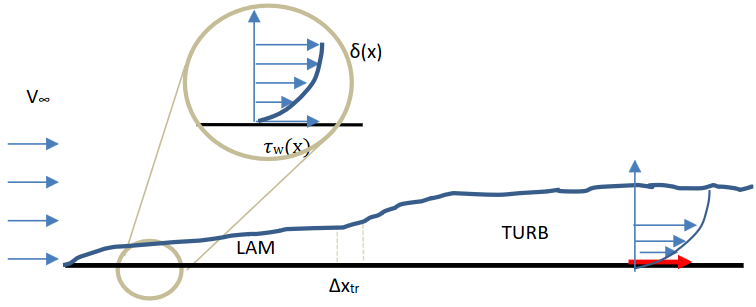 δ(x)
V∞
τw(x)
TURB
LAM
Δxtr